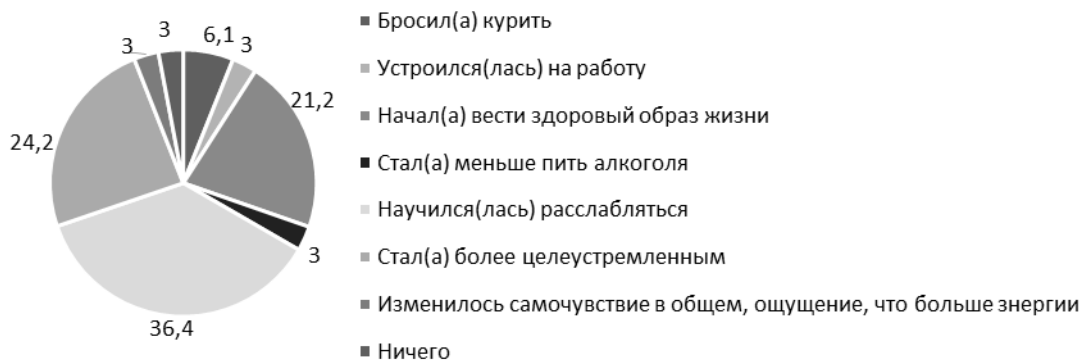 3
3
6,1
3
21,2
24,2
3
36,4
Бросил(а) курить
Устроился(лась) на работу
Начал(а) вести здоровый образ жизни
Стал(а) меньше пить алкоголя
Научился(лась) расслабляться
Стал(а) более целеустремленным
Изменилось самочувствие в общем, ощущение, что больше знергии
Ничего